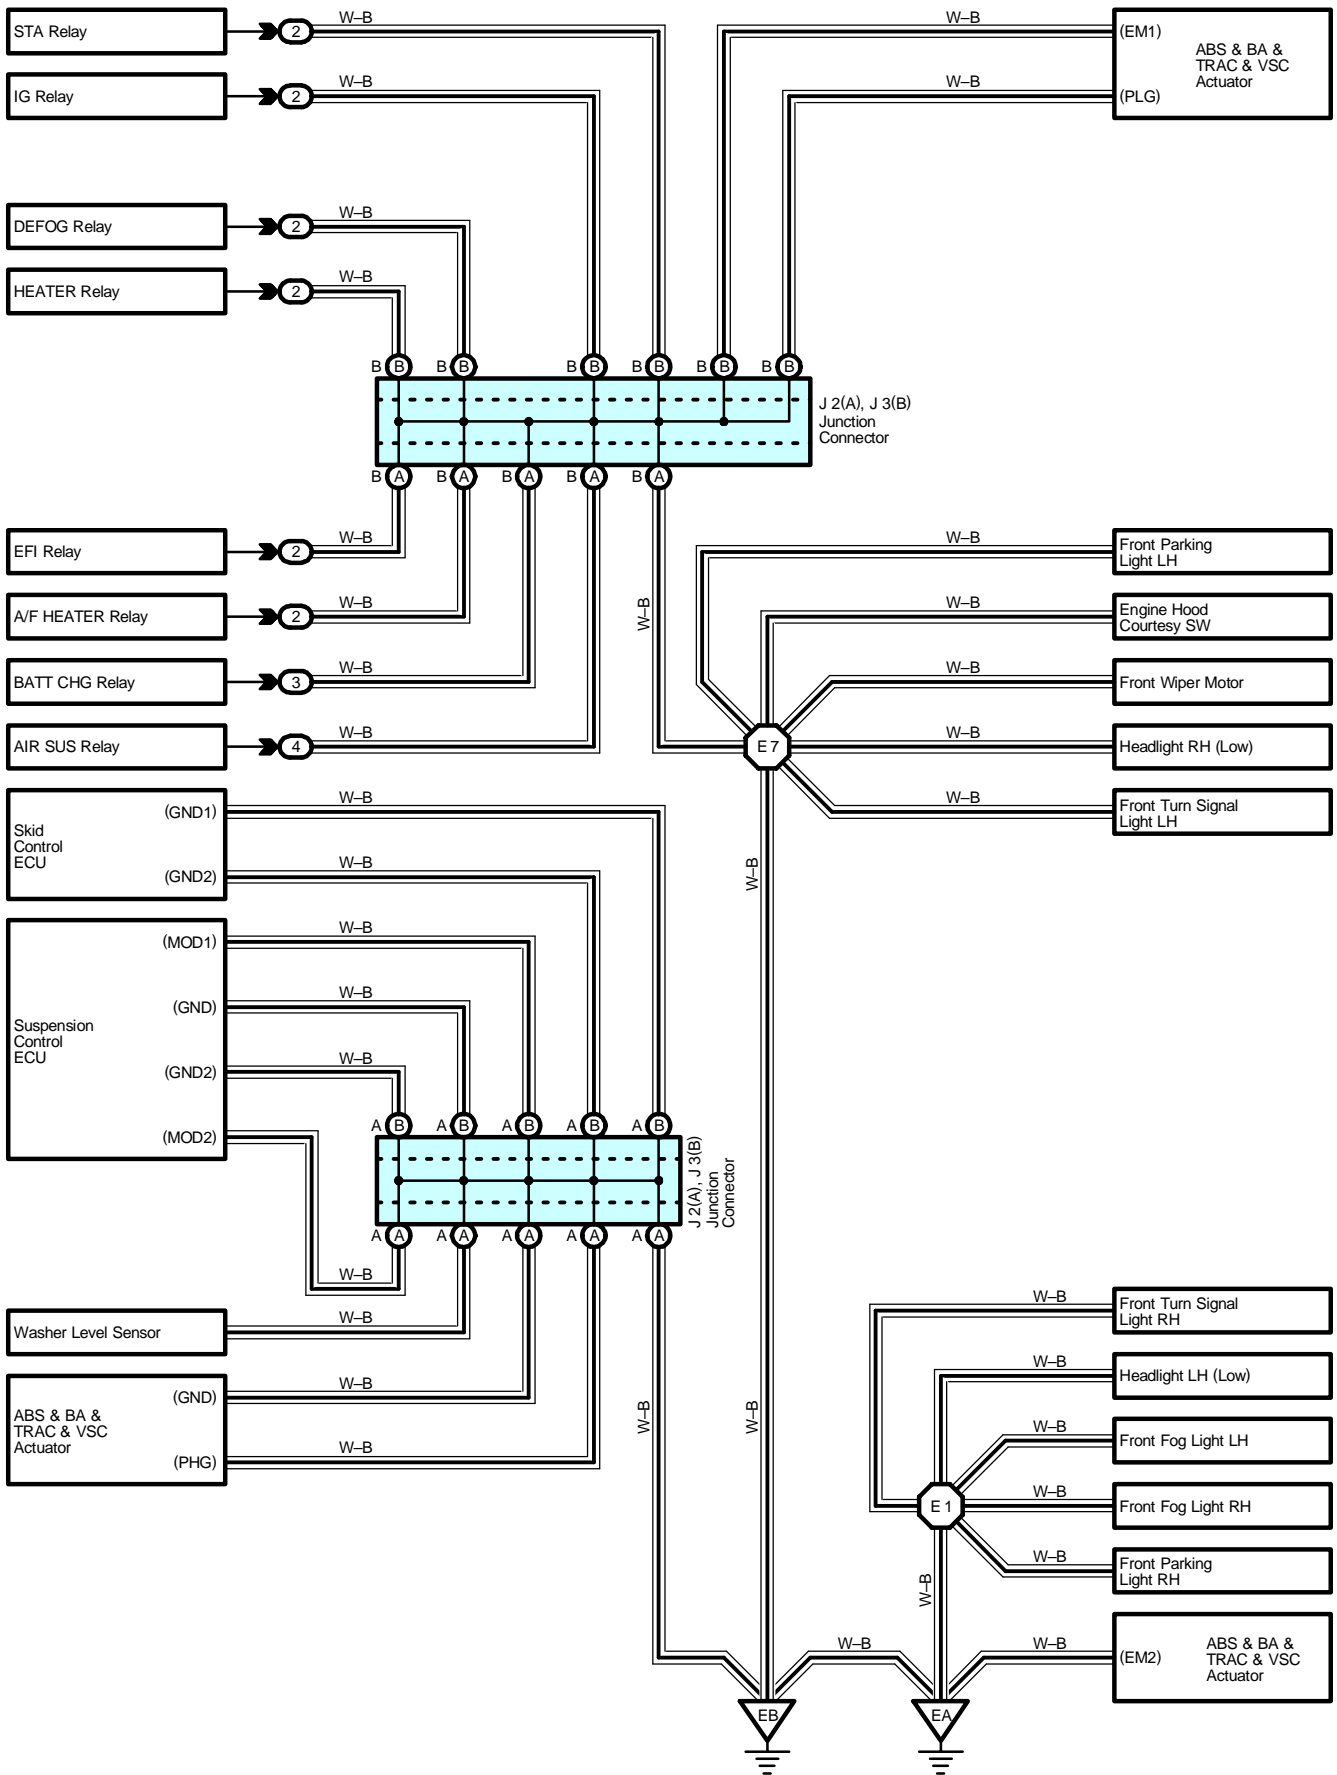 STA Relay
2
W–B
W–B
(EM1)
ABS & BA &
TRAC & VSC
Actuator
IG Relay
2
W–B
W–B
(PLG)
DEFOG Relay
2
W–B
HEATER Relay
2
W–B
B B B B B B B B B B B B
J 2(A), J 3(B)
Junction
Connector
B A B A B A B A B A
EFI Relay
2
W–B
W–B
Front Parking
Light LH
A/F HEATER Relay
2
W–B
W–B
W–B
Engine Hood
Courtesy SW
BATT CHG Relay
3
W–B
W–B
Front Wiper Motor
AIR SUS Relay
4
W–B
E 7
W–B
Headlight RH (Low)
W–B
Front Turn Signal
Light LH
Skid
Control
ECU
(GND1)
W–B
(GND2)
W–B
W–B
Suspension
Control
ECU
(MOD1)
W–B
(GND)
W–B
(GND2)
W–B
(MOD2)
A B A B A B A B A B
J 2(A), J 3(B)
Junction
Connector
A A A A A A A A A A
W–B
Washer Level Sensor
W–B
ABS & BA &
TRAC & VSC
Actuator
(GND)
W–B
(PHG)
W–B
W–B
W–B
W–B
Front Turn Signal
Light RH
W–B
Headlight LH (Low)
Front Fog Light LH
W–B
E 1
W–B
Front Fog Light RH
W–B
Front Parking
Light RH
W–B
W–B
W–B
(EM2)
ABS & BA &
TRAC & VSC
Actuator
EB
EA